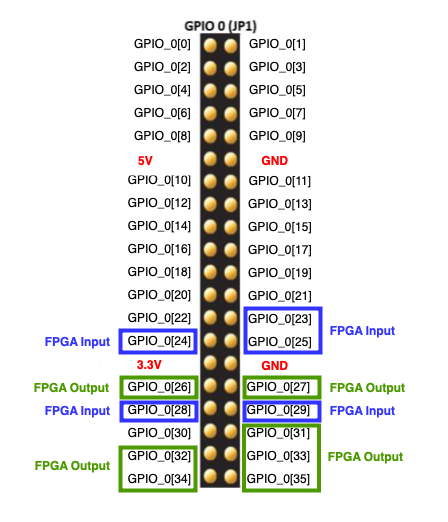 GPIO 0 (JP1)
GPIO_0[0] GPIO_0[1]
GPIO_0[2] GPIO_0[3]
GPIO_0[4] GPIO_0[5]
GPIO_0[6] GPIO_0[7]
GPIO_0[8] GPIO_0[9]
5V GND
GPIO_0[10] GPIO_0[11]
GPIO_0[12] GPIO_0[13]
GPIO_0[14] GPIO_0[15]
GPIO_0[16] GPIO_0[17]
GPIO_0[18] GPIO_0[19]
GPIO_0[20] GPIO_0[21]
GPIO_0[22] GPIO_0[23]
FPGA Input
FPGA Input GPIO_0[24] GPIO_0[25]
3.3V GND
FPGA Output GPIO_0[26] GPIO_0[27] FPGA Output
FPGA Input GPIO_0[28] GPIO_0[29] FPGA Input
GPIO_0[30] GPIO_0[31]
GPIO_0[32] GPIO_0[33] FPGA Output
FPGA Output
GPIO_0[34] GPIO_0[35]